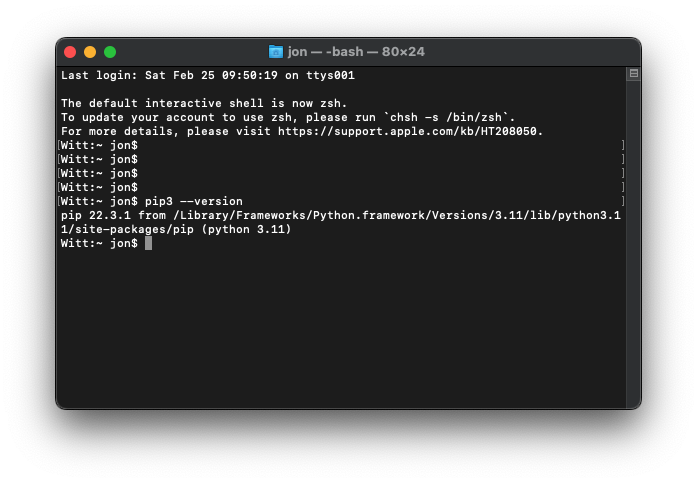 jon — -bash — 80×24
Last login: Sat Feb 25 09:50:19 on ttys001
The default interactive shell is now zsh.
To update your account to use zsh, please run `chsh -s /bin/zsh`.
For more details, please visit https://support.apple.com/kb/HT208050.
[Witt:~ jon$ ]
[Witt:~ jon$ ]
[Witt:~ jon$ ]
[Witt:~ jon$ ]
[Witt:~ jon$ pip3 --version ]
pip 22.3.1 from /Library/Frameworks/Python.framework/Versions/3.11/lib/python3.1
1/site-packages/pip (python 3.11)
Witt:~ jon$